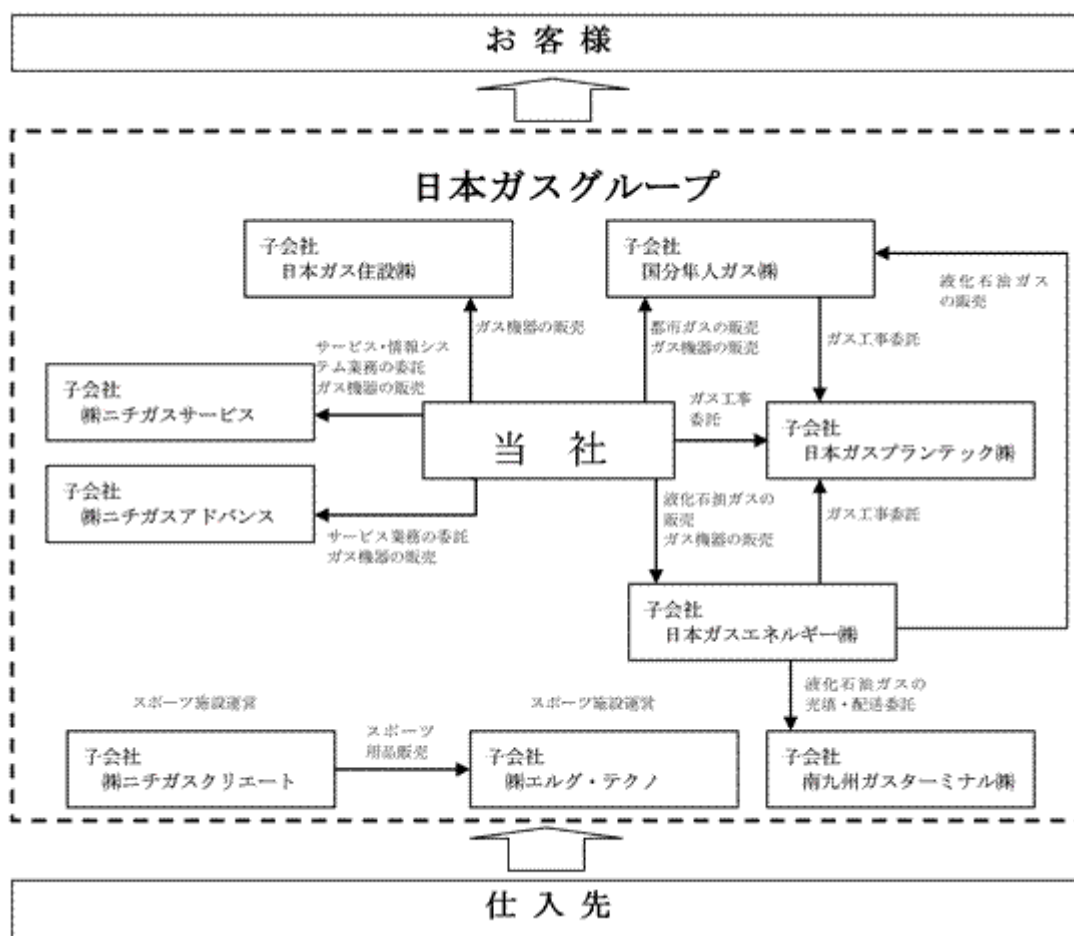 お 客 様
日本ガスグループ
子会社
日本ガス住設㈱
子会社
国分隼人ガス㈱
液化石油ガス
の販売
ガス機器の販売
都市ガスの販売
ガス機器の販売
ガス工事委託
サービス・情報シス
テム業務の委託
ガス機器の販売
子会社
㈱ニチガスサービス
当 社
ガス工事
委託
子会社
日本ガスプランテック㈱
子会社
㈱ニチガスアドバンス
サービス業務の委託
ガス機器の販売
液化石油ガスの
販売
ガス機器の販売
ガス工事委託
子会社
日本ガスエネルギー㈱
液化石油ガスの
充填・配送委託
スポーツ施設運営
スポーツ施設運営
子会社
㈱ニチガスクリエート
スポーツ
用品販売
子会社
㈱エルグ・テクノ
子会社
南九州ガスターミナル㈱
仕 入 先